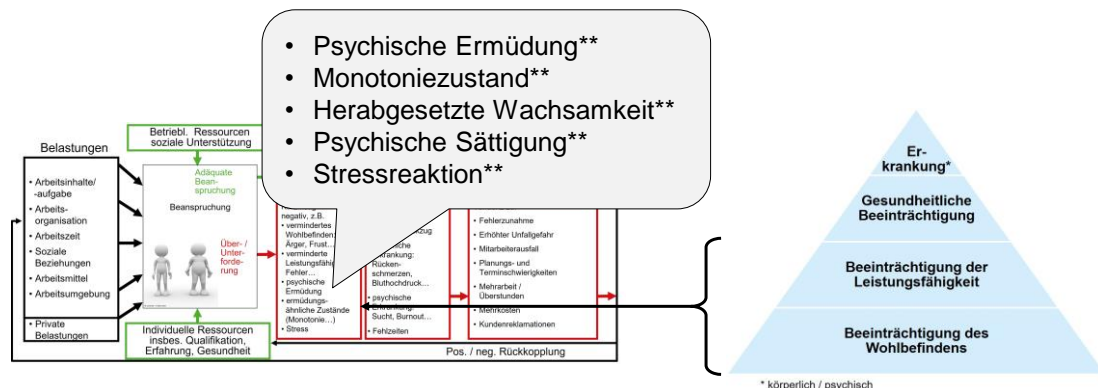 • Psychische Ermüdung**
• Monotoniezustand**
• Herabgesetzte Wachsamkeit**
• Psychische Sättigung**
• Stressreaktion**
Betriebl. Ressourcen
soziale Unterstützung
Belastungen
• Arbeitsinhalte/
-aufgabe
• Arbeits-
organisation
• Arbeitszeit
• Soziale
Beziehungen
• Arbeitsmittel
• Arbeitsumgebung
• Private
Belastungen
Adäquate
Bean-
spruchung
Beanspruchung
Über- /
Unter-
forde-
rung
Individuelle Ressourcen
insbes. Qualifikation,
Erfahrung, Gesundheit
negativ, z.B.
• vermindertes
Wohlbefinden:
Ärger, Frust...
• verminderte
Fehler...
• psychische
Ermüdung
• ermüdungs-
ähnliche Zustände
(Monotonie...)
• Stress
Rücken-
schmerzen,
Bluthochdruck...
• psychische
Erkrankung:
Sucht, Burnout...
• Fehlzeiten
• Fehlerzunahme
• Erhöhter Unfallgefahr
• Mitarbeiterausfall
• Planungs- und
Terminschwierigkeiten
• Mehrarbeit /
Überstunden
• Mehrkosten
• Kundenreklamationen
Pos. / neg. Rückkopplung
Er-
krankung*
Gesundheitliche
Beeinträchtigung
Beeinträchtigung der
Leistungsfähigkeit
Beeinträchtigung des
Wohlbefindens
* körperlich / psychisch